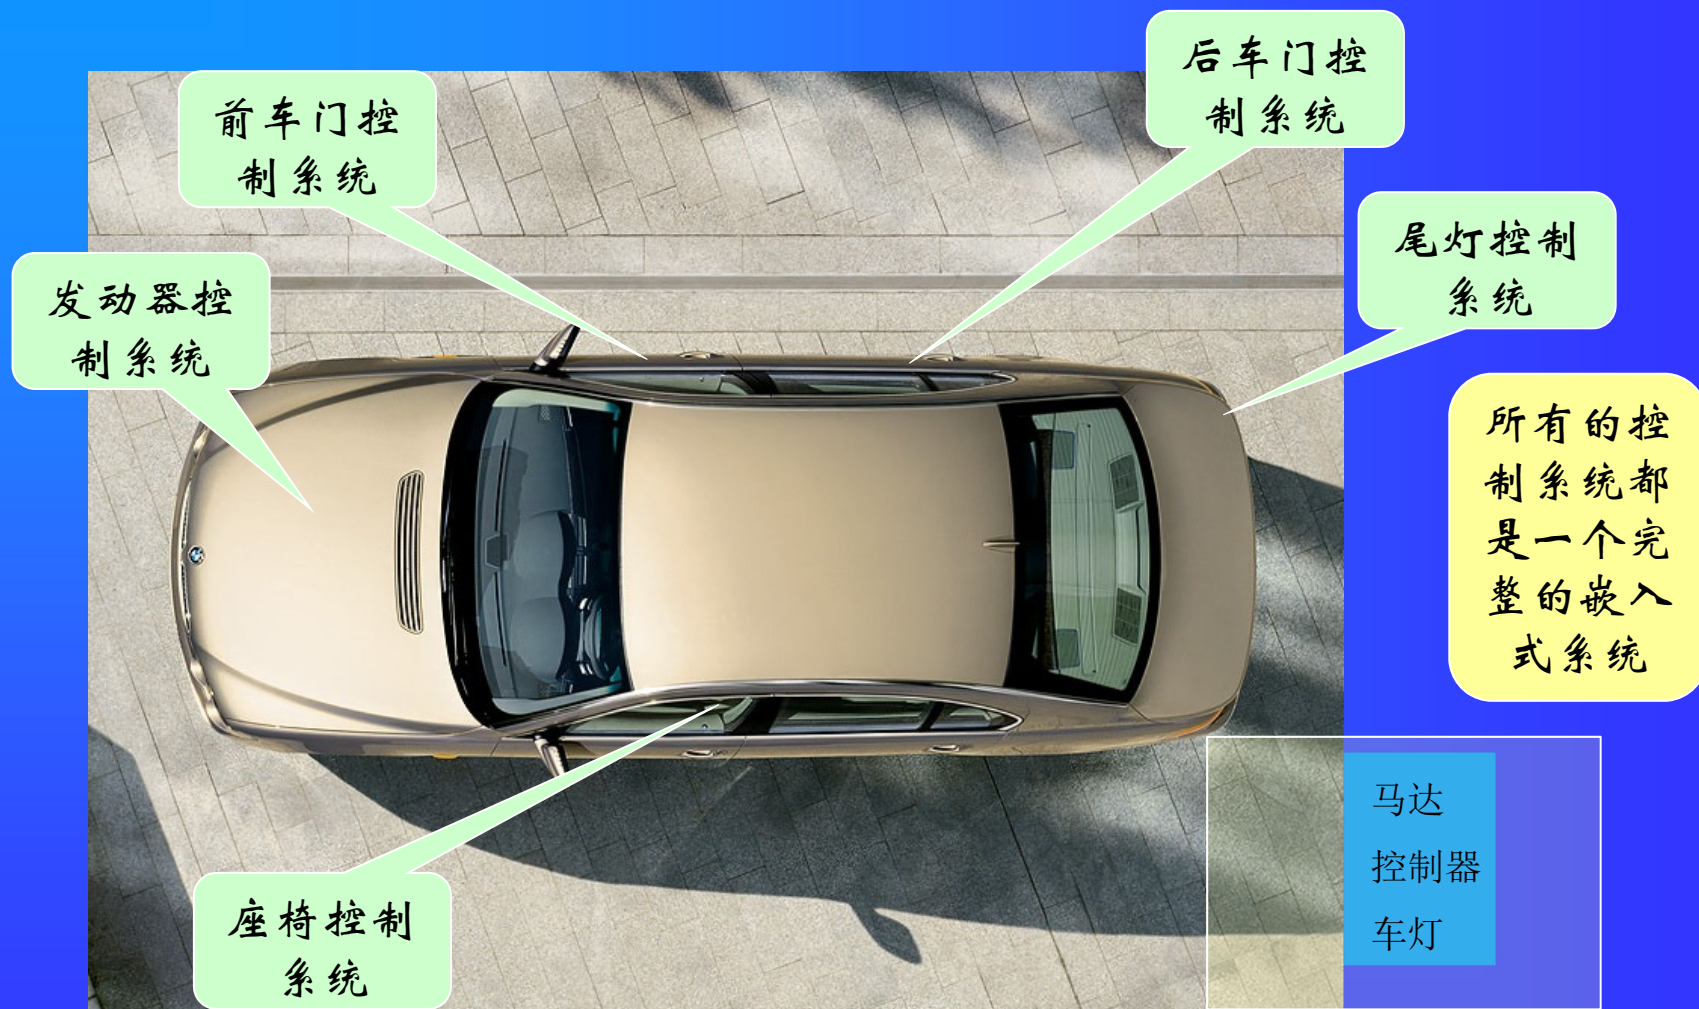 后车门控
制系统
前车门控
制系统
尾灯控制
系统
发动器控
制系统
所有的控
制系统都
是一个完
整的嵌入
式系统
马达
控制器
车灯
座椅控制
系统